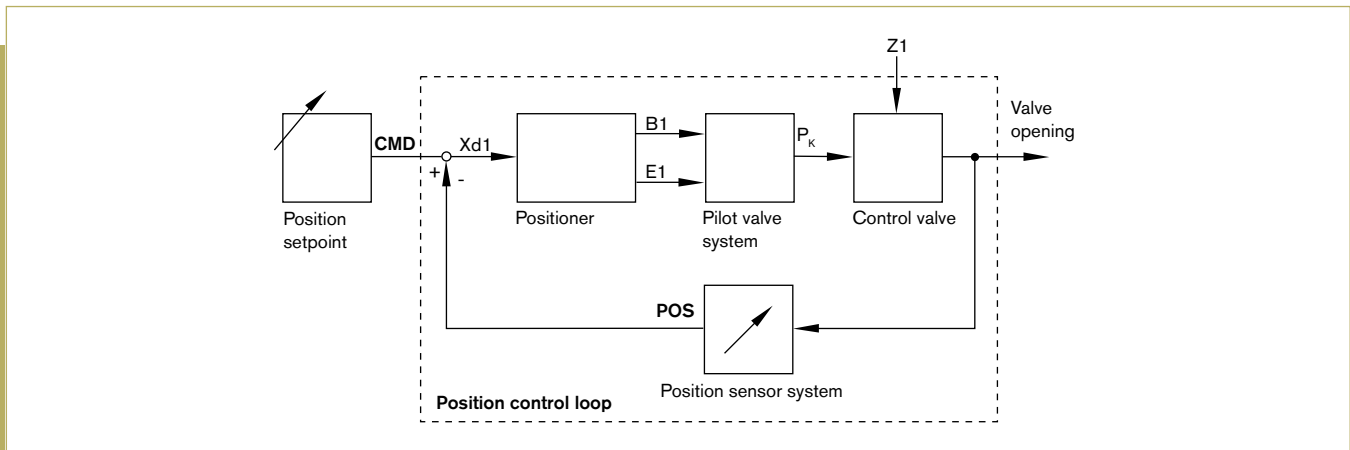 Z1
Valve
opening
CMD
Xd1
B1
E1
P_K
+
-
Position
setpoint
Positioner
Pilot valve
system
Control valve
POS
Position sensor system
Position control loop